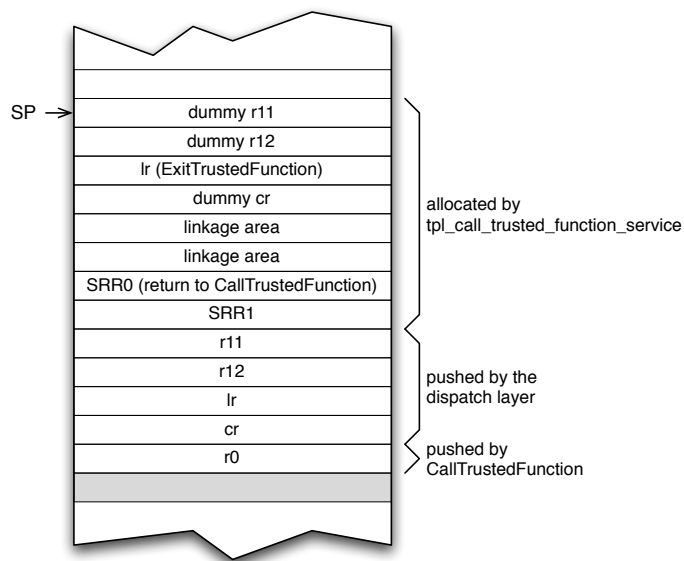 SP
dummy r11
dummy r12
lr (ExitTrustedFunction)
dummy cr
linkage area
linkage area
SRR0 (return to CallTrustedFunction)
SRR1
allocated by
tpl_call_trusted_function_service
r11
r12
lr
cr
pushed by the
dispatch layer
r0
pushed by
CallTrustedFunction